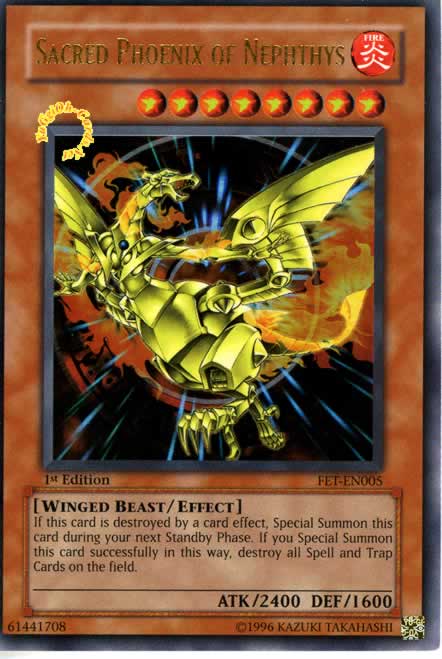 SACRED PHOENIX OF NEPHTHYS
FIRE
炎
YuGiOh-Cards.Net
1st Edition
FET-EN005
[WINGED BEAST/EFFECT]
If this card is destroyed by a card effect, Special Summon this
card during your next Standby Phase. If you Special Summon
this card successfully in this way, destroy all Spell and Trap
Cards on the field.
ATK/2400 DEF/1600
61441708
©1996 KAZUKI TAKAHASHI